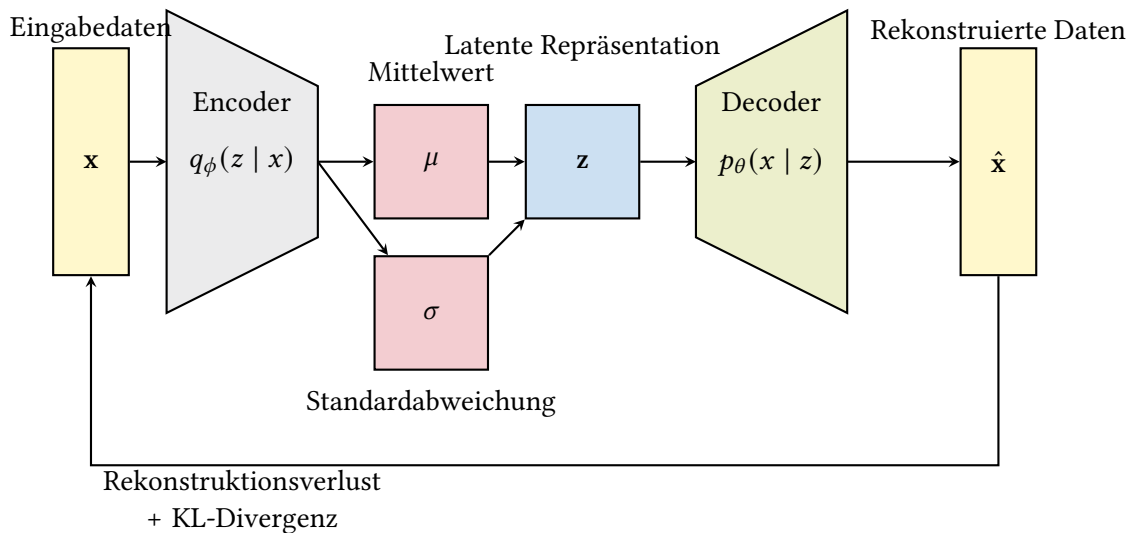 Eingabedaten
Latente Repräsentation
Rekonstruierte Daten
Mittelwert
Encoder
Decoder
x
q_ϕ(z | x)
μ
z
p_θ(x | z)
x̂
σ
Standardabweichung
Rekonstruktionsverlust
+ KL-Divergenz